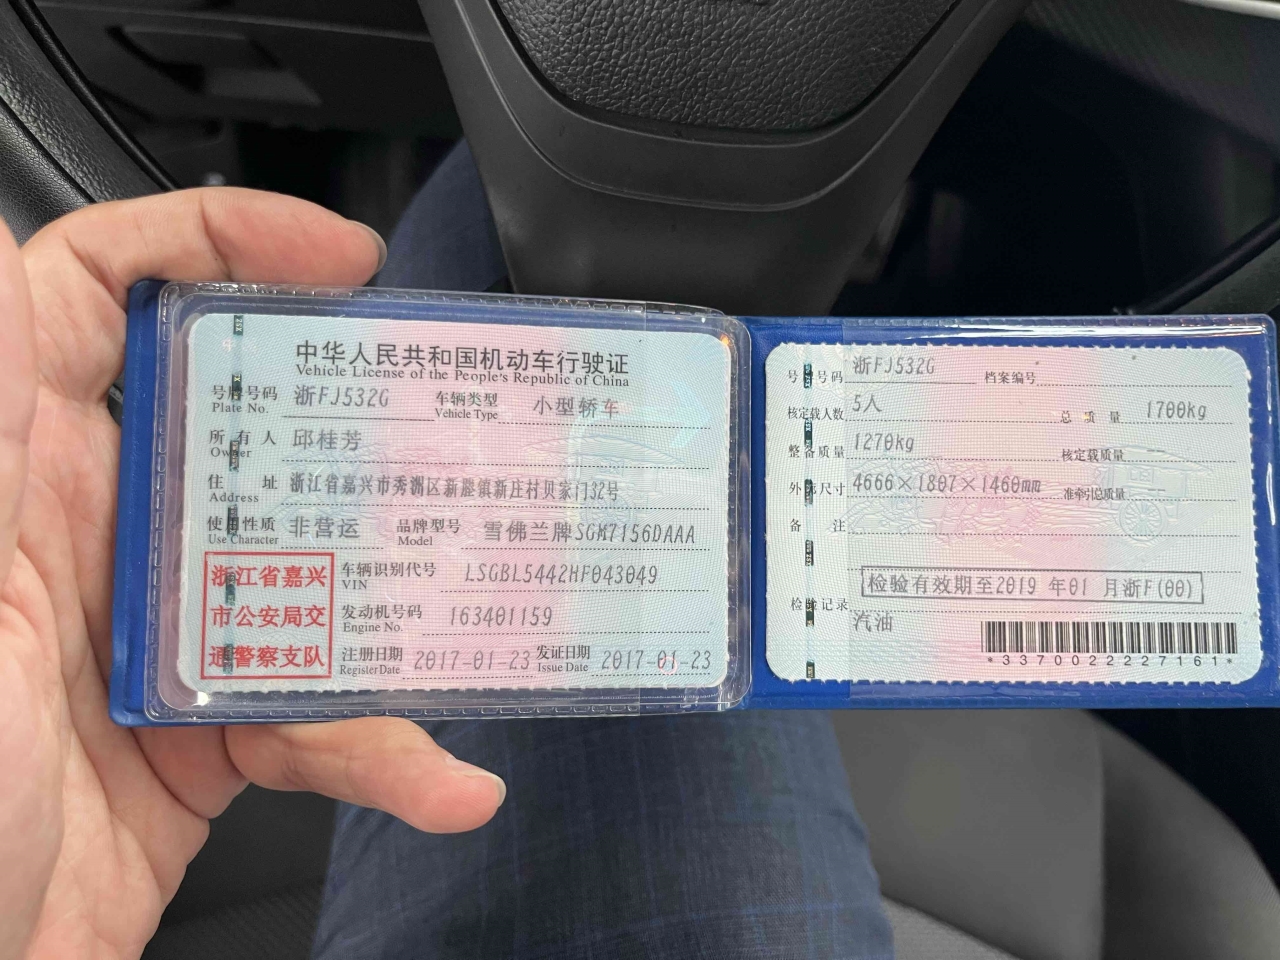 中华人民共和国机动车行驶证
Vehicle License of the People's Republic of China
号牌号码 浙FJ532G 车辆类型 小型轿车
Plate No. Vehicle Type
所有人 邱桂芳
Owner
住址 浙江省嘉兴市秀洲区新塍镇新庄村贝家门32号
Address
使用性质 非营运 品牌型号 雪佛兰牌SGM7156DAAA
Use Character Model
浙江省嘉兴
市公安局交
通警察支队
车辆识别代号 LSGBL5442HF043049
VIN
发动机号码 163401159
Engine No.
注册日期 2017-01-23 发证日期 2017-01-23
Register Date Issue Date
号牌号码 浙FJ532G 档案编号
核定载人数 5人 总质量 1700kg
整备质量 1270kg 核定载质量 --
外廓尺寸 4666×1807×1460mm 准牵引总质量 --
备注
检验有效期至2019年01月浙F(00)
检验记录
汽油
*3370022227161*